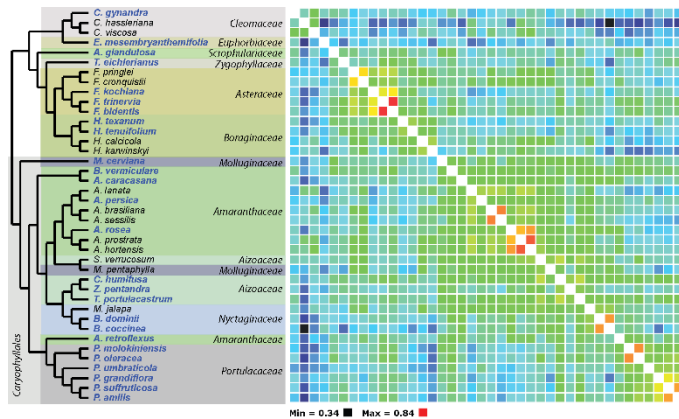 C. gynandra
C. hassleriana
C. viscosa
Cleomaceae
E. mesembryanthemifolia
Euphorbiaceae
A. glandulosa
Scrophulariaceae
T. eichlerianus
Zygophyllaceae
F. pringlei
F. cronquistii
F. kochiana
F. trinervia
F. bidentis
Asteraceae
H. texanum
H. tenuifolium
H. calcicola
H. karwinskyi
Boraginaceae
M. cerviana
Molluginaceae
B. vermiculare
A. caracasana
A. lanata
A. persica
A. brasiliana
A. sessilis
A. rosea
A. prostrata
A. hortensis
Amaranthaceae
S. verrucosum
Aizoaceae
M. pentaphylla
Molluginaceae
C. humifusa
Z. pentandra
T. portulacastrum
Aizoaceae
M. jalapa
B. dominii
B. coccinea
Nyctaginaceae
A. retroflexus
Amaranthaceae
P. molokiniensis
P. oleracea
P. umbraticola
P. grandiflora
P. suffruticosa
P. amilis
Portulacaceae
Caryophyllales
Min = 0.34
Max = 0.84